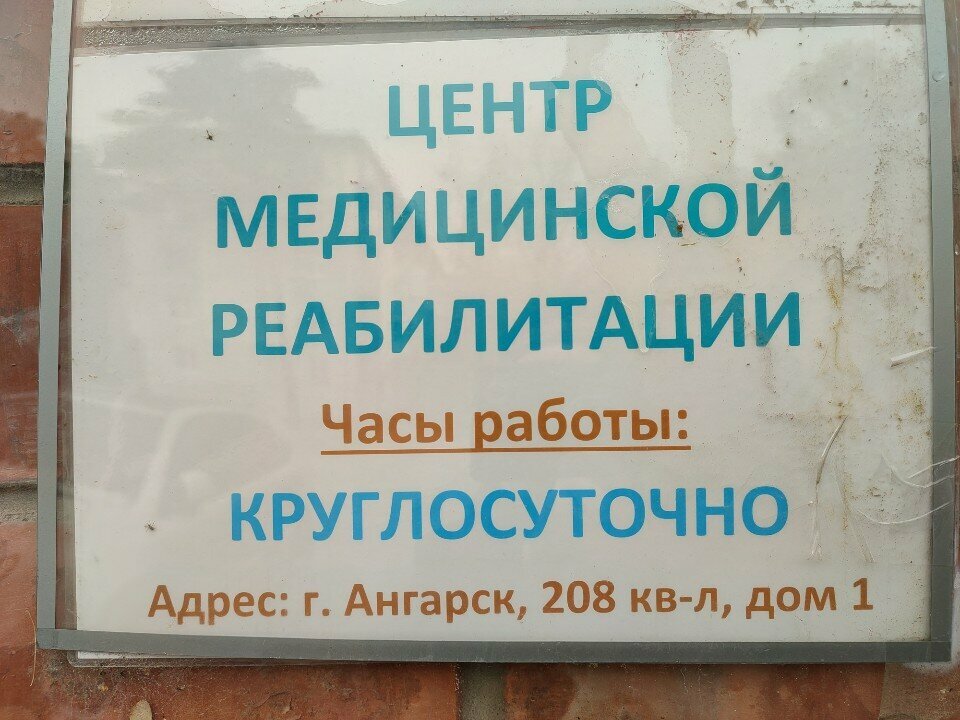 ЦЕНТР
МЕДИЦИНСКОЙ
РЕАБИЛИТАЦИИ
Часы работы:
КРУГЛОСУТОЧНО
Адрес: г. Ангарск, 208 кв-л, дом 1